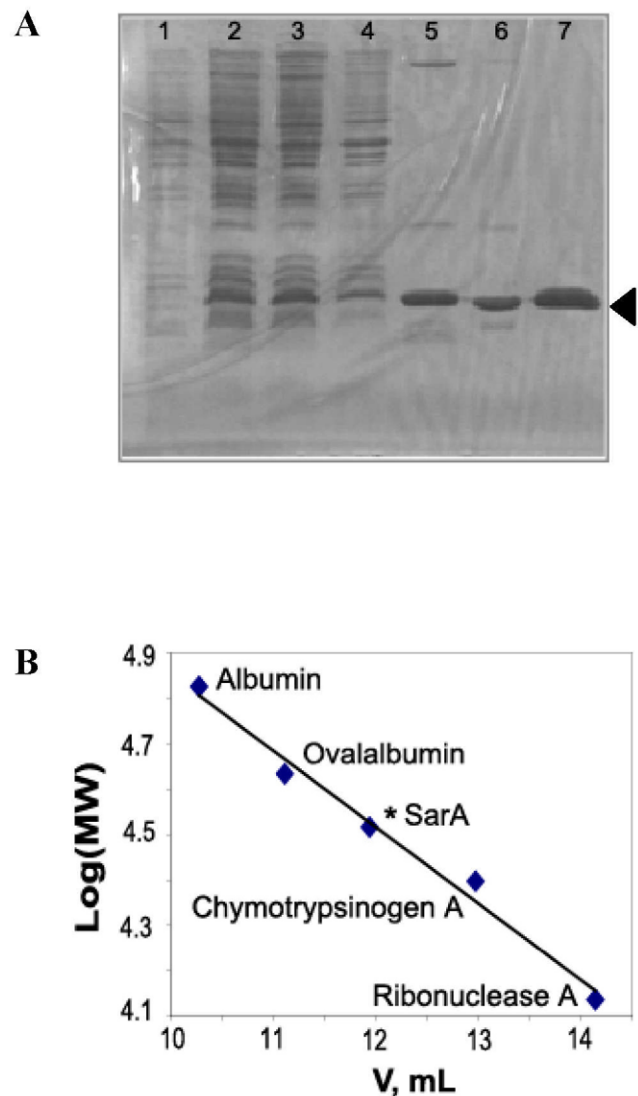 A
1 2 3 4 5 6 7
B
4.9
Albumin
4.7
Ovalalbumin
* SarA
4.5
Log(MW)
Chymotrypsinogen A
4.3
Ribonuclease A
4.1
10 11 12 13 14
V, mL